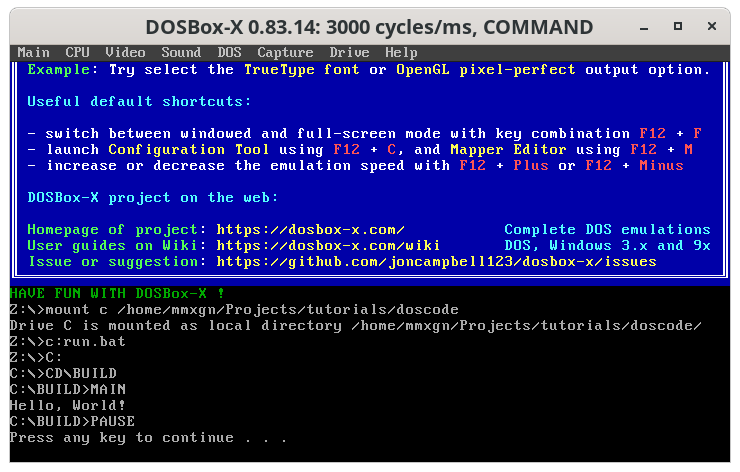 DOSBox-X 0.83.14: 3000 cycles/ms, COMMAND
Main CPU Video Sound DOS Capture Drive Help
Example: Try select the TrueType font or OpenGL pixel-perfect output option.
Useful default shortcuts:
- switch between windowed and full-screen mode with key combination F12 + F
- launch Configuration Tool using F12 + C, and Mapper Editor using F12 + M
- increase or decrease the emulation speed with F12 + Plus or F12 + Minus
DOSBox-X project on the web:
Homepage of project: https://dosbox-x.com/ Complete DOS emulations
User guides on Wiki: https://dosbox-x.com/wiki DOS, Windows 3.x and 9x
Issue or suggestion: https://github.com/joncampbell123/dosbox-x/issues
HAVE FUN WITH DOSBox-X !
Z:\>mount c /home/mmxgn/Projects/tutorials/doscode
Drive C is mounted as local directory /home/mmxgn/Projects/tutorials/doscode/
Z:\>c:run.bat
Z:\>C:
C:\>CD\BUILD
C:\BUILD>MAIN
Hello, World!
C:\BUILD>PAUSE
Press any key to continue . . .